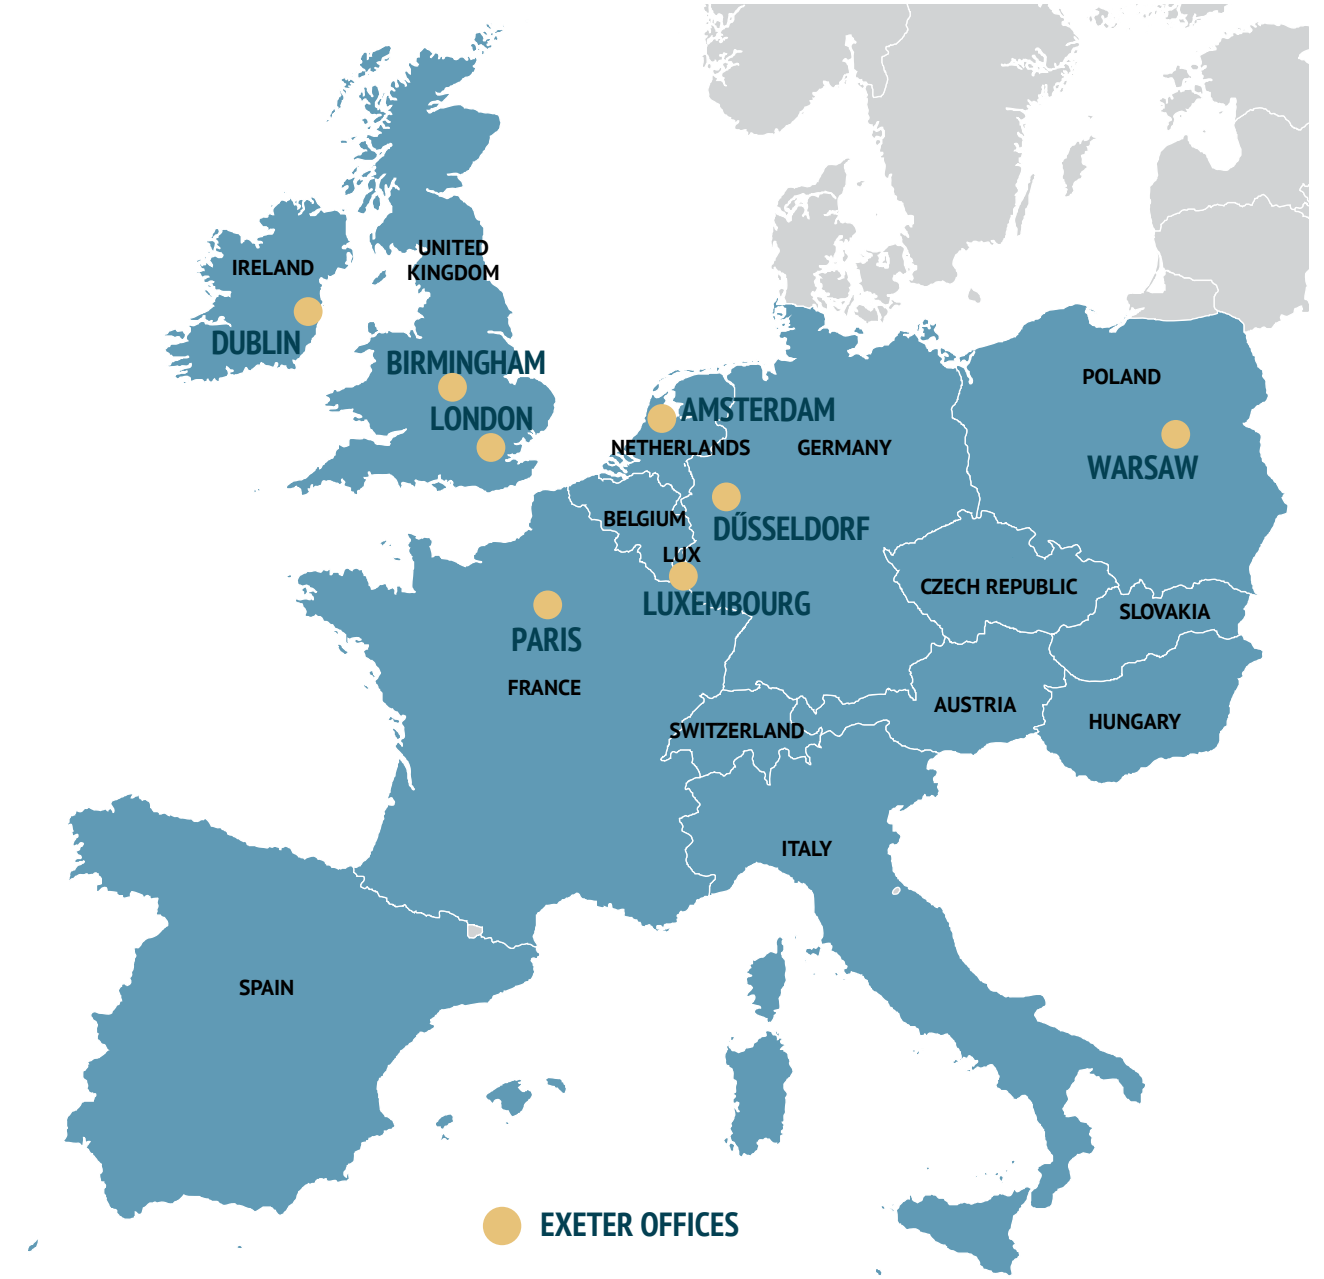 UNITED
KINGDOM
IRELAND
DUBLIN
BIRMINGHAM
POLAND
LONDON
AMSTERDAM
NETHERLANDS
GERMANY
WARSAW
BELGIUM
DŰSSELDORF
LUX
CZECH REPUBLIC
LUXEMBOURG
SLOVAKIA
PARIS
FRANCE
AUSTRIA
HUNGARY
SWITZERLAND
ITALY
SPAIN
EXETER OFFICES